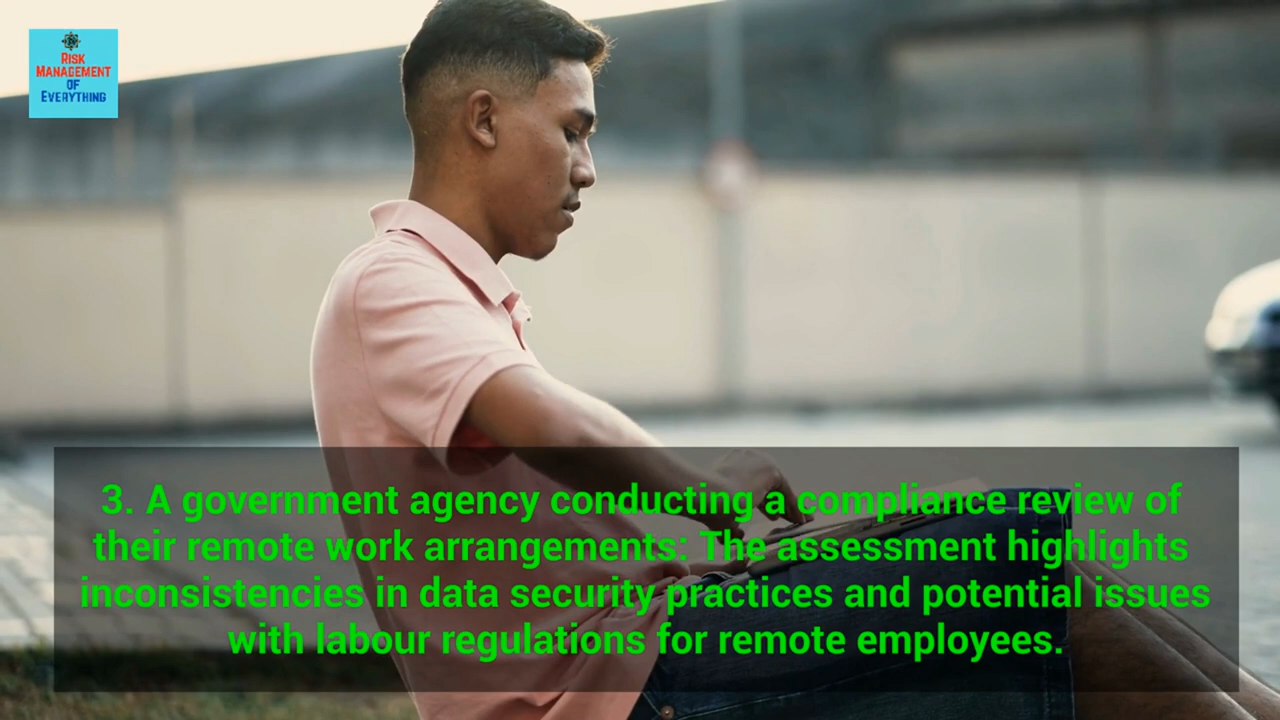 RISK
MANAGEMENT
OF
EVERYTHING
3. A government agency conducting a compliance review of
their remote work arrangements: The assessment highlights
inconsistencies in data security practices and potential issues
with labour regulations for remote employees.